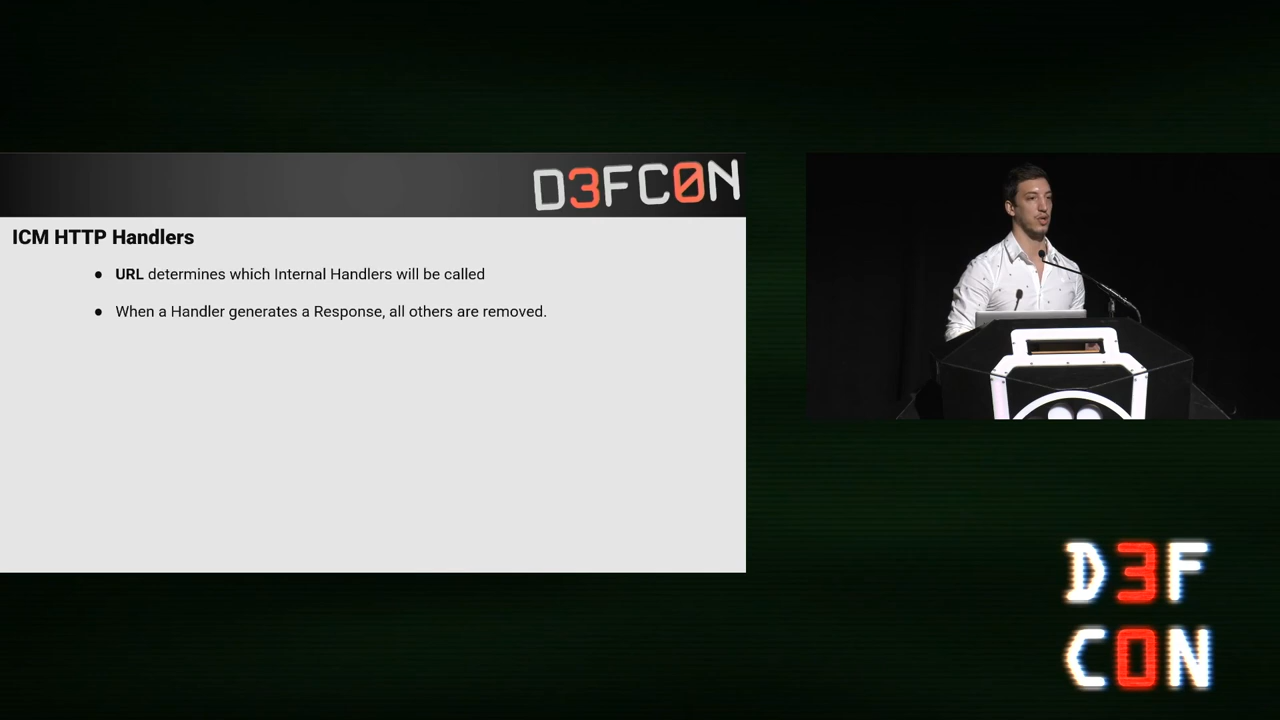 D3FC0N
ICM HTTP Handlers
● URL determines which Internal Handlers will be called
● When a Handler generates a Response, all others are removed.
D3F
C0N